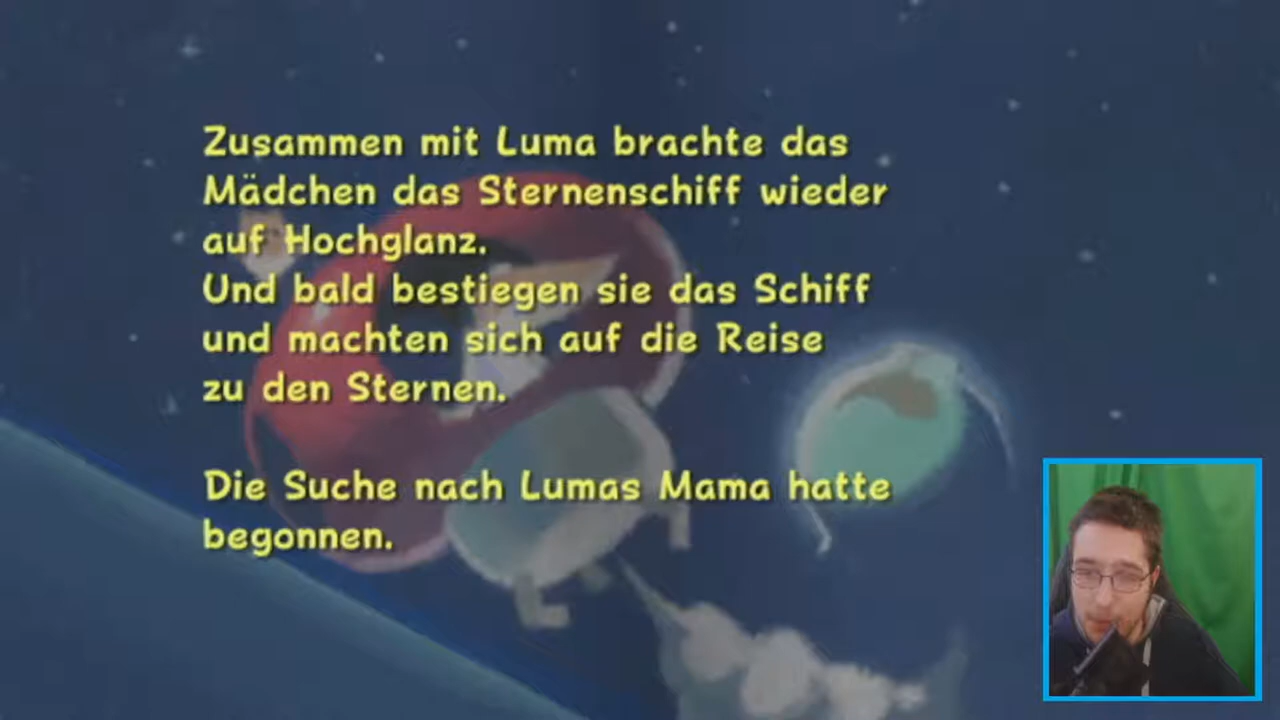 Zusammen mit Luma brachte das
Mädchen das Sternenschiff wieder
auf Hochglanz.
Und bald bestiegen sie das Schiff
und machten sich auf die Reise
zu den Sternen.
Die Suche nach Lumas Mama hatte
begonnen.